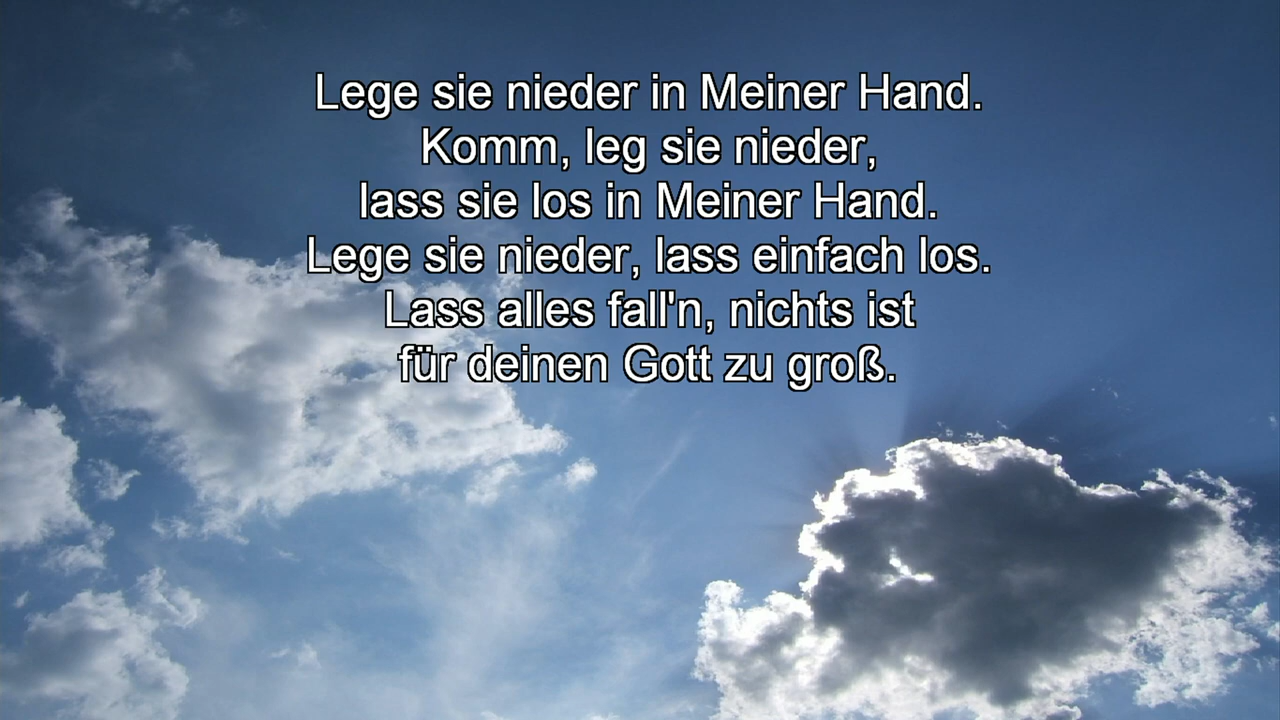 Lege sie nieder in Meiner Hand.
Komm, leg sie nieder,
lass sie los in Meiner Hand.
Lege sie nieder, lass einfach los.
Lass alles fall'n, nichts ist
für deinen Gott zu groß.